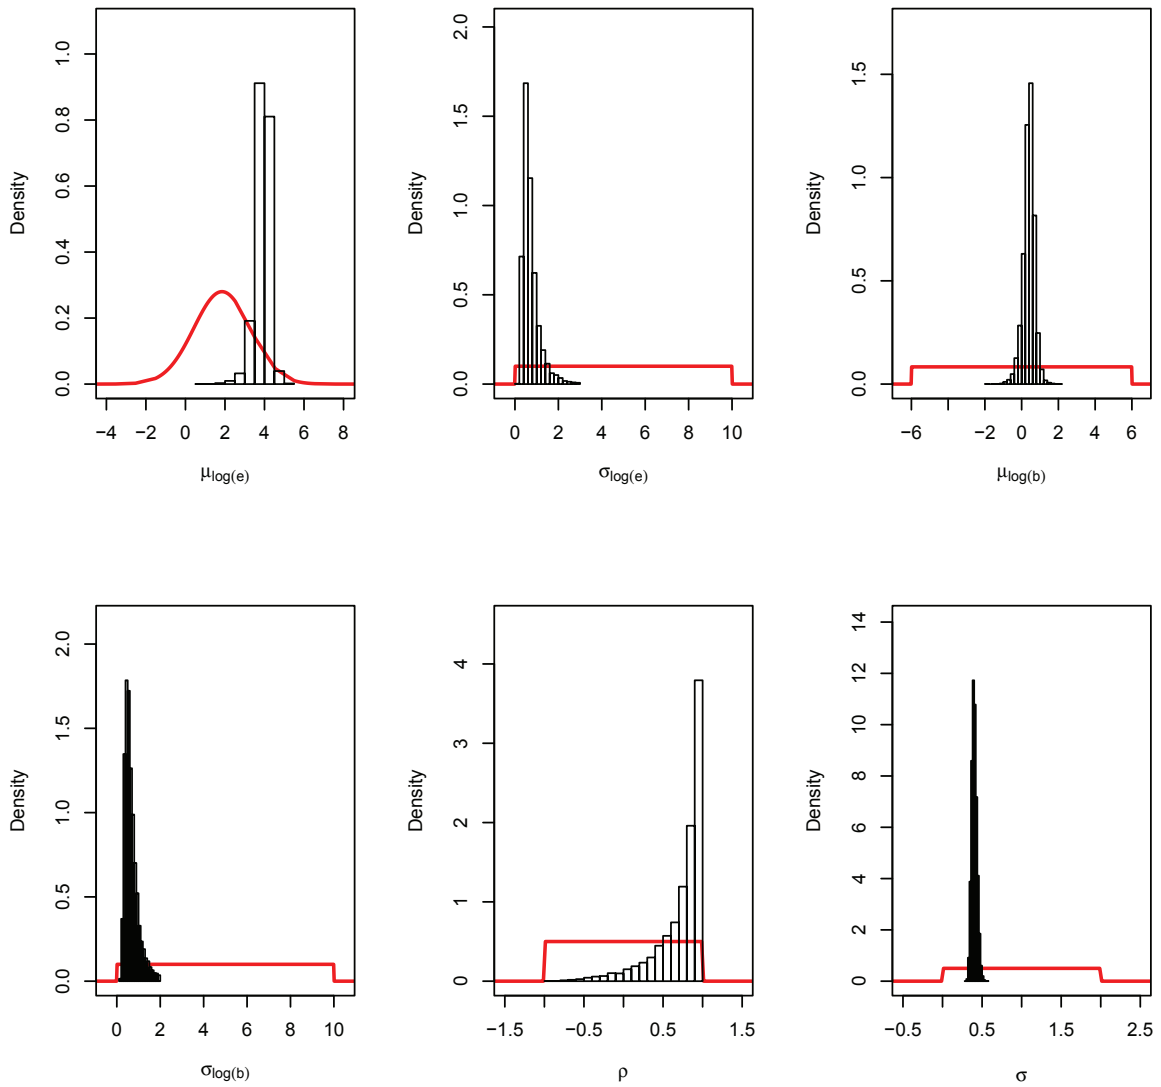 Density
0.0 0.2 0.4 0.6 0.8 1.0
−4 −2 0 2 4 6 8
μlog(e)
Density
0.0 0.5 1.0 1.5 2.0
0 2 4 6 8 10
σlog(e)
Density
0.0 0.5 1.0 1.5
−6 −2 0 2 4 6
μlog(b)
Density
0.0 0.5 1.0 1.5 2.0
0 2 4 6 8 10
σlog(b)
Density
0 1 2 3 4
−1.5 −0.5 0.5 1.5
ρ
Density
0 2 4 6 8 10 12 14
−0.5 0.5 1.5 2.5
σ